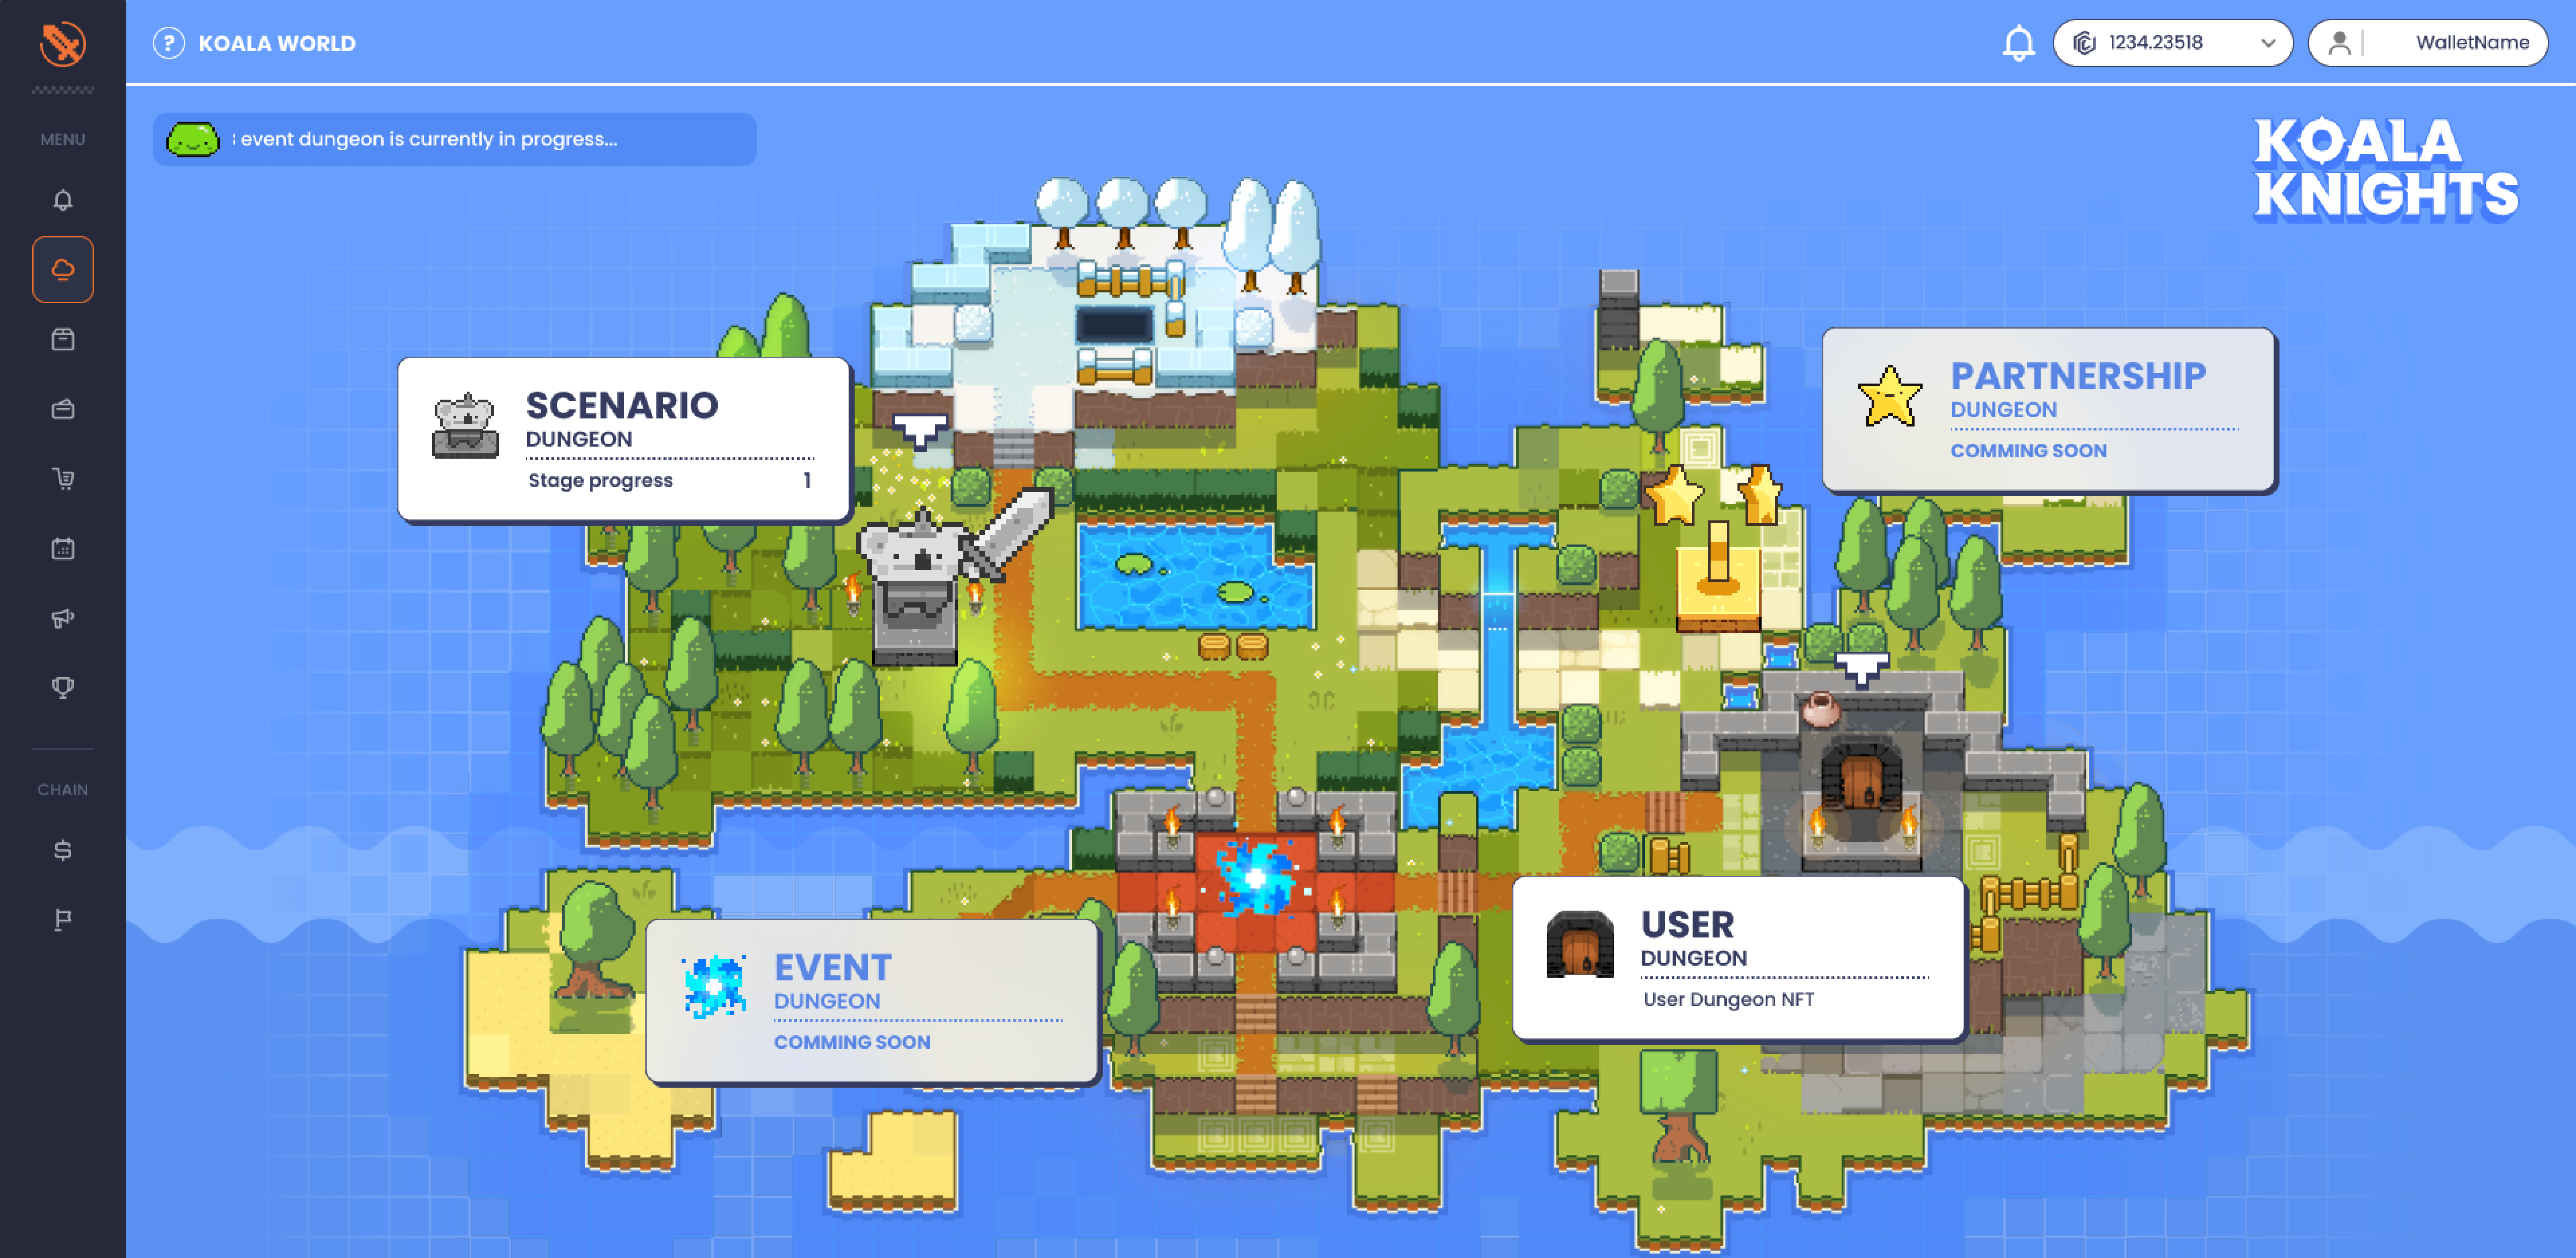 KOALA WORLD
1234.23518
WalletName
MENU
event dungeon is currently in progress...
KOALA
KNIGHTS
SCENARIO
DUNGEON
Stage progress 1
PARTNERSHIP
DUNGEON
COMMING SOON
CHAIN
EVENT
DUNGEON
COMMING SOON
USER
DUNGEON
User Dungeon NFT